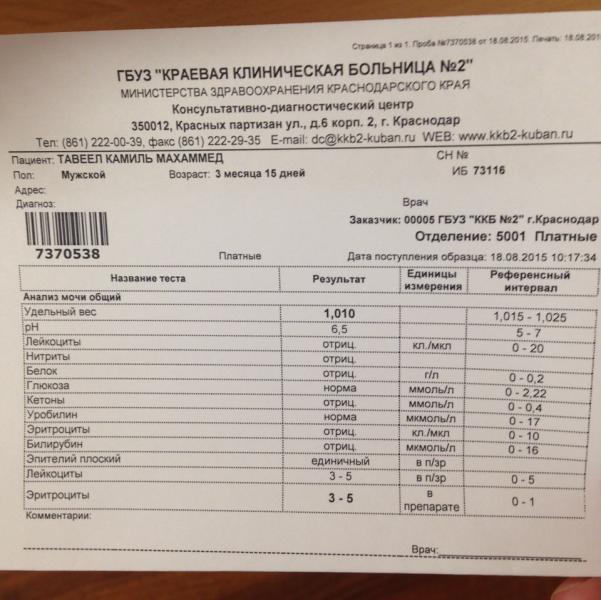 Страница 1 из 1. Проба №7370538 от 18.08.2015. Печать: 18.08.201
ГБУЗ "КРАЕВАЯ КЛИНИЧЕСКАЯ БОЛЬНИЦА №2"
МИНИСТЕРСТВА ЗДРАВООХРАНЕНИЯ КРАСНОДАРСКОГО КРАЯ
Консультативно-диагностический центр
350012, Красных партизан ул., д.6 корп. 2, г. Краснодар
Тел: (861) 222-00-39, факс (861) 222-29-35 E-mail: dc@kkb2-kuban.ru WEB: www.kkb2-kuban.ru
Пациент: ТАВЕЕЛ КАМИЛЬ МАХАММЕД СН №
Пол: Мужской Возраст: 3 месяца 15 дней ИБ 73116
Адрес:
Диагноз: Врач
Заказчик: 00005 ГБУЗ "ККБ №2" г.Краснодар
Отделение: 5001 Платные
7370538 Платные Дата поступления образца: 18.08.2015 10:17:34
Название теста Результат Единицы измерения Референсный интервал
Анализ мочи общий
Удельный вес 1,010 1,015 - 1,025
pH 6,5 5 - 7
Лейкоциты отриц. кл./мкл 0 - 20
Нитриты отриц.
Белок отриц. г/л 0 - 0,2
Глюкоза норма ммоль/л 0 - 2,22
Кетоны отриц. ммоль/л 0 - 0,4
Уробилин норма мкмоль/л 0 - 17
Эритроциты отриц. кл./мкл 0 - 10
Билирубин отриц. мкмоль/л 0 - 16
Эпителий плоский единичный в п/зр
Лейкоциты 3 - 5 в п/зр 0 - 5
Эритроциты 3 - 5 в препарате 0 - 1
Комментарии:
Врач: